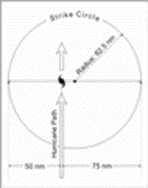 Strike Circle
Radius: 62.5 nm
Hurricane Path
50 nm
75 nm